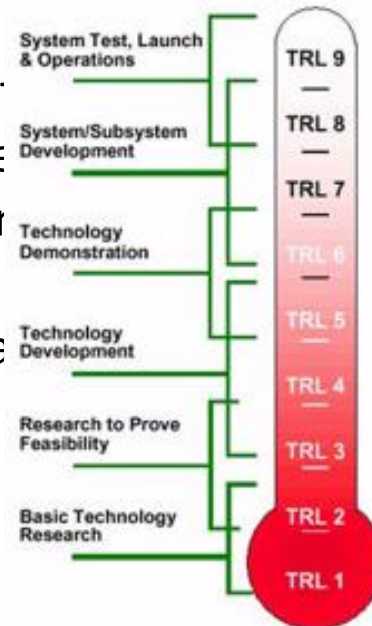 System Test, Launch
& Operations
System/Subsystem
Development
Technology
Demonstration
Technology
Development
Research to Prove
Feasibility
Basic Technology
Research
TRL 9
TRL 8
TRL 7
TRL 6
TRL 5
TRL 4
TRL 3
TRL 2
TRL 1